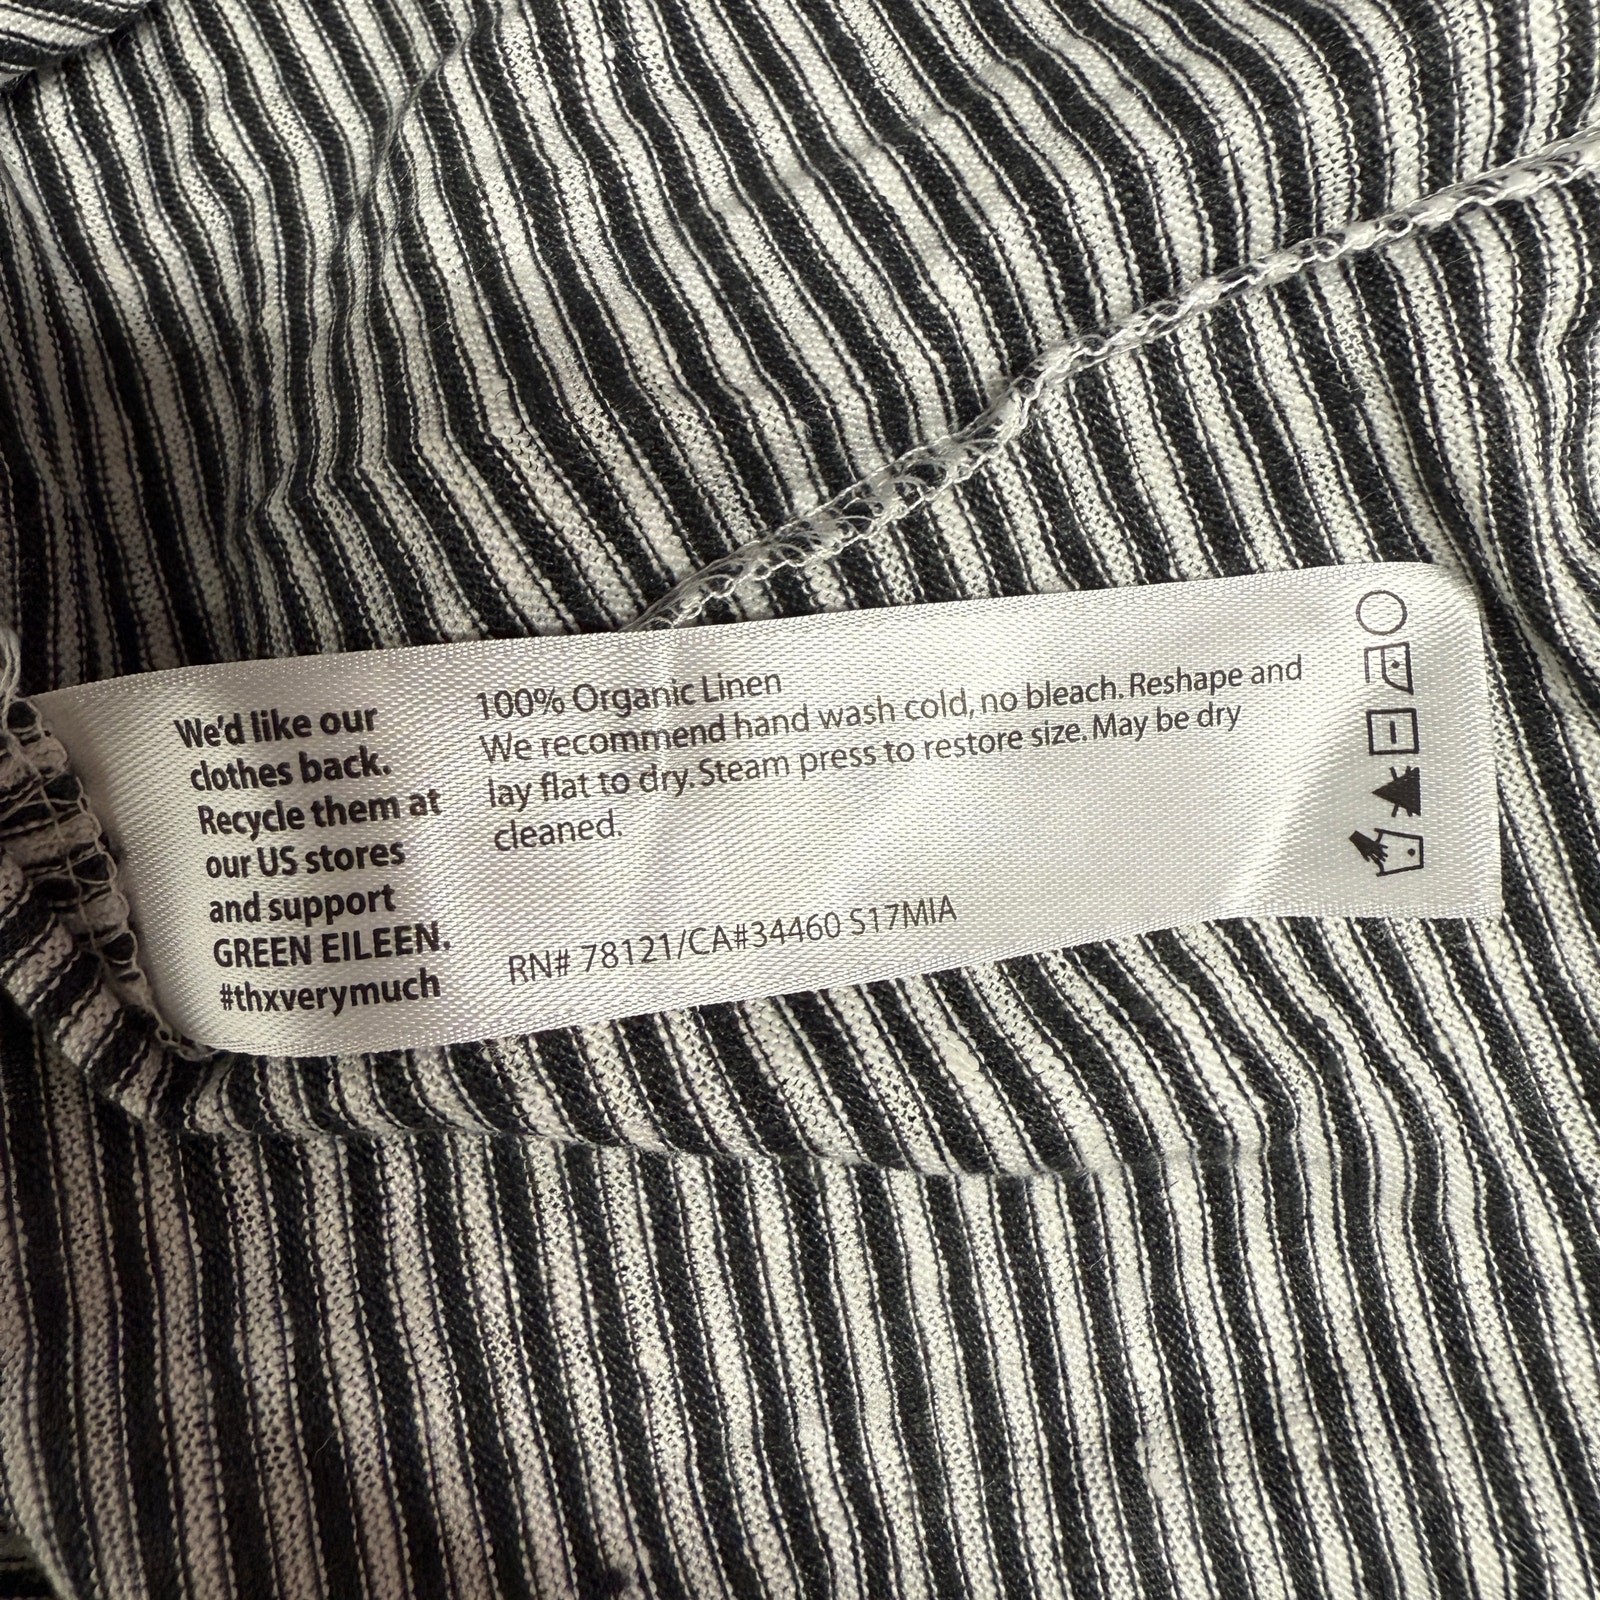 We'd like our
clothes back.
Recycle them at
our US stores
and support
GREEN EILEEN.
#thxverymuch
100% Organic Linen
We recommend hand wash cold, no bleach. Reshape and
lay flat to dry. Steam press to restore size. May be dry
cleaned.
RN# 78121/CA#34460 S17MIA